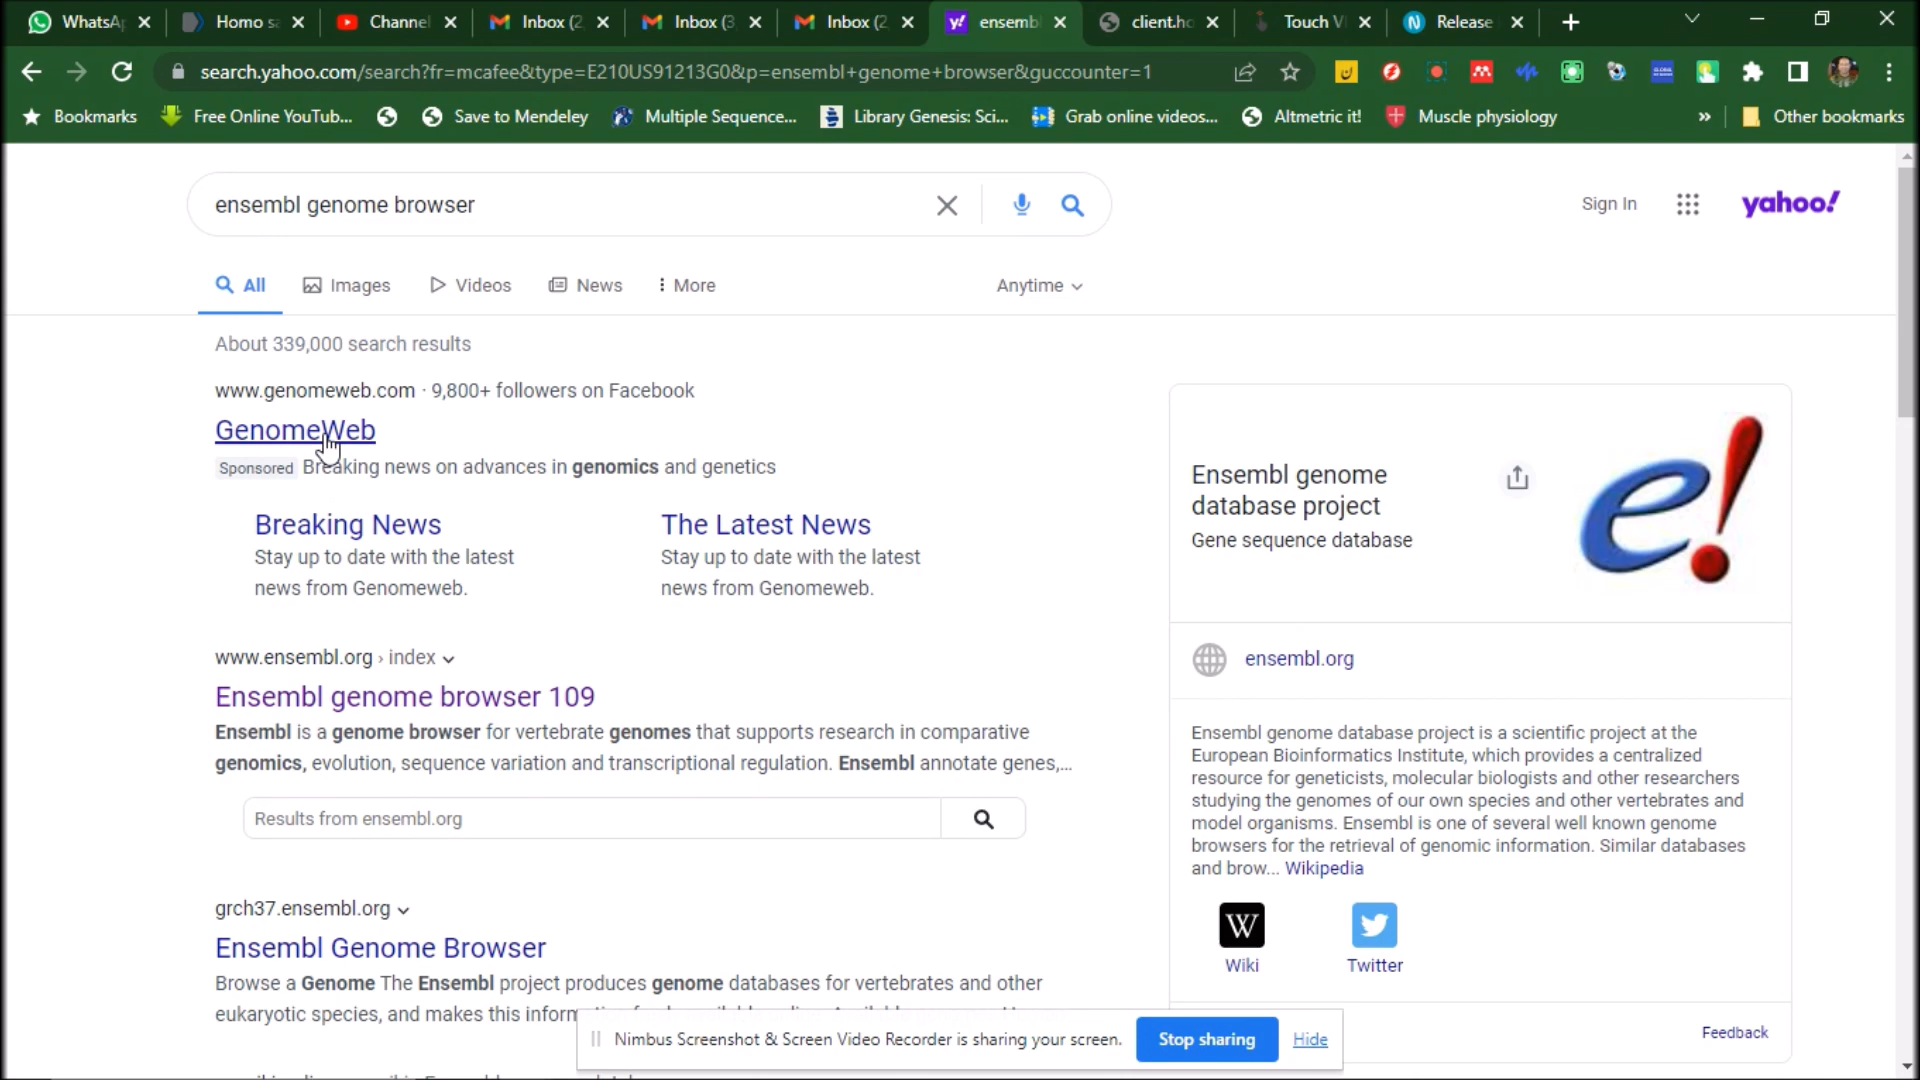 WhatsAp
Homo sa
Channel
Inbox (2
Inbox (3
Inbox (2
ensembl
client.ho
Touch VP
Release
search.yahoo.com/search?fr=mcafee&type=E210US91213G0&p=ensembl+genome+browser&guccounter=1
Bookmarks
Free Online YouTub...
Save to Mendeley
Multiple Sequence...
Library Genesis: Sci...
Grab online videos...
Altmetric it!
Muscle physiology
»
Other bookmarks
ensembl genome browser
Sign In
yahoo!
All
Images
Videos
News
More
Anytime
About 339,000 search results
www.genomeweb.com · 9,800+ followers on Facebook
GenomeWeb
Sponsored Breaking news on advances in genomics and genetics
Breaking News
Stay up to date with the latest
news from Genomeweb.
The Latest News
Stay up to date with the latest
news from Genomeweb.
www.ensembl.org › index
Ensembl genome browser 109
Ensembl is a genome browser for vertebrate genomes that supports research in comparative
genomics, evolution, sequence variation and transcriptional regulation. Ensembl annotate genes,...
Results from ensembl.org
grch37.ensembl.org
Ensembl Genome Browser
Browse a Genome The Ensembl project produces genome databases for vertebrates and other
eukaryotic species, and makes this inform
Ensembl genome
database project
Gene sequence database
e!
ensembl.org
Ensembl genome database project is a scientific project at the
European Bioinformatics Institute, which provides a centralized
resource for geneticists, molecular biologists and other researchers
studying the genomes of our own species and other vertebrates and
model organisms. Ensembl is one of several well known genome
browsers for the retrieval of genomic information. Similar databases
and brow... Wikipedia
W
Wiki
Twitter
Feedback
Nimbus Screenshot & Screen Video Recorder is sharing your screen.
Stop sharing
Hide